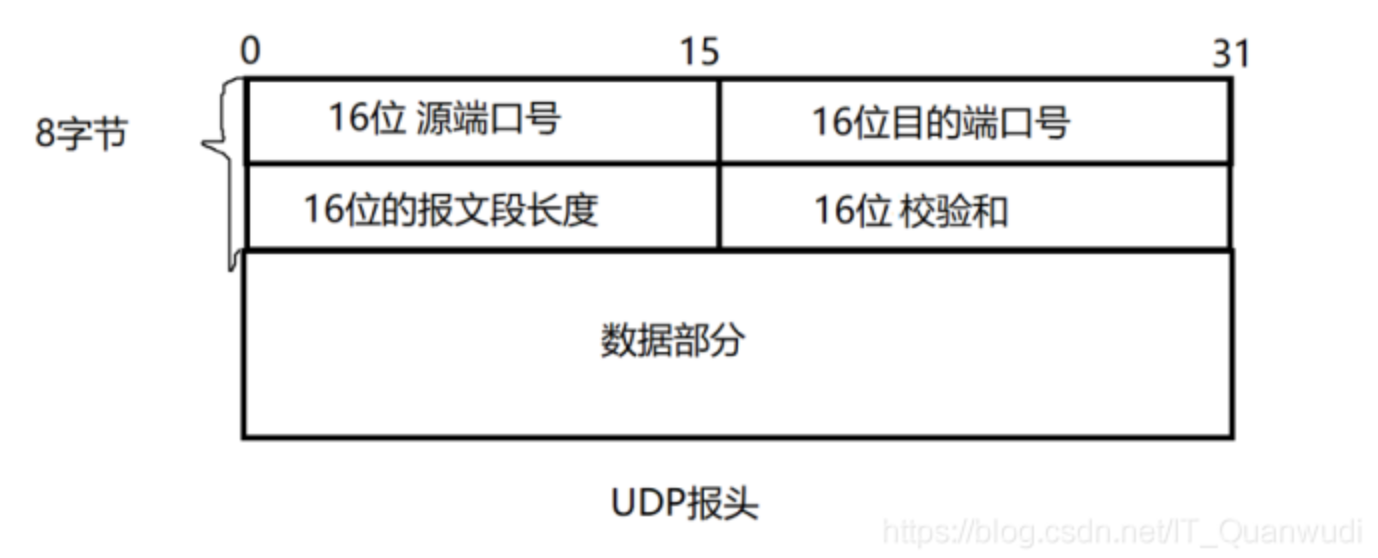 0 15 31
8字节
16位 源端口号 16位目的端口号
16位的报文段长度 16位 校验和
数据部分
UDP报头
https://blog.csdn.net/IT_Quanwudi